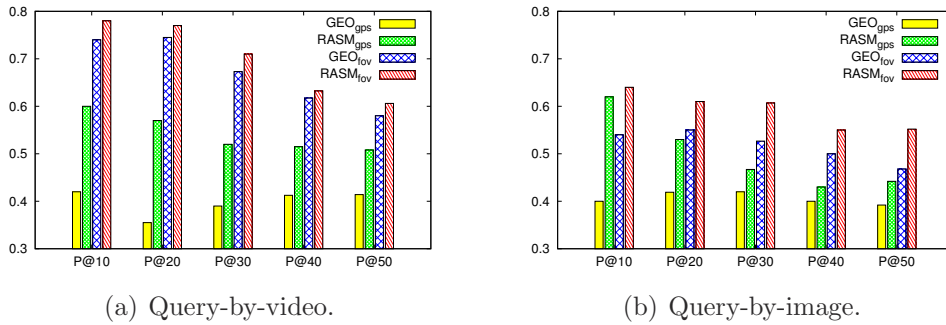 0.8
0.7
0.6
0.5
0.4
0.3
P@10 P@20 P@30 P@40 P@50
GEOgps
RASMgps
GEOfov
RASMfov
(a) Query-by-video.
0.8
0.7
0.6
0.5
0.4
0.3
P@10 P@20 P@30 P@40 P@50
GEOgps
RASMgps
GEOfov
RASMfov
(b) Query-by-image.